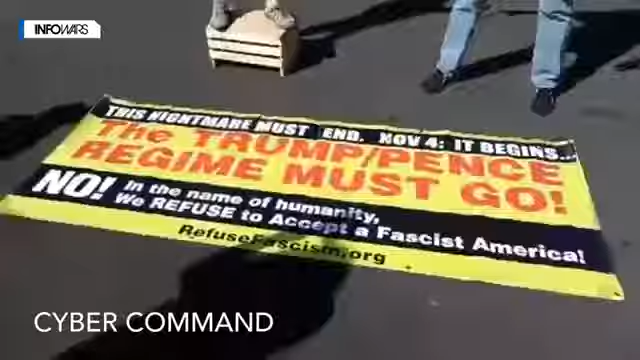 INFOWARS
THIS NIGHTMARE MUST END. NOV 4: IT BEGINS...
The TRUMP/PENCE
REGIME MUST GO!
NO! In the name of humanity,
We REFUSE to Accept a Fascist America!
RefuseFascism.org
CYBER COMMAND